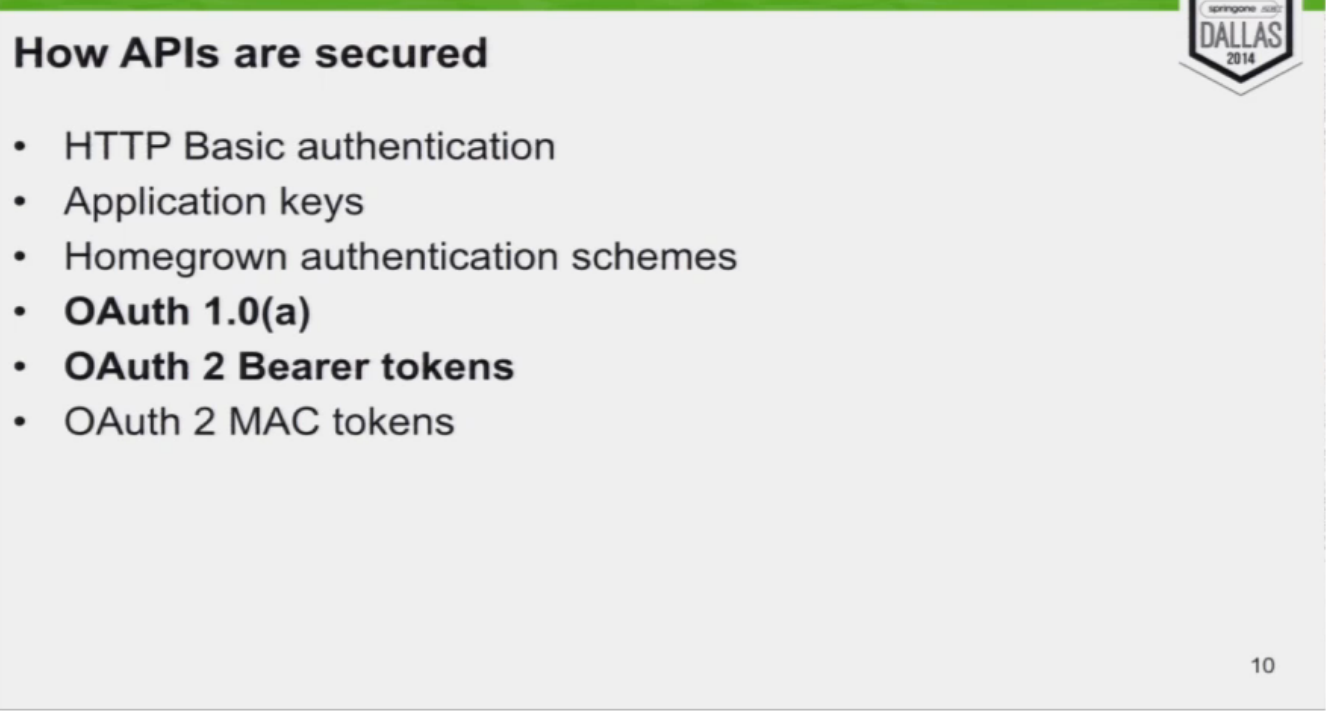 springone
DALLAS
2014
How APIs are secured
• HTTP Basic authentication
• Application keys
• Homegrown authentication schemes
• OAuth 1.0(a)
• OAuth 2 Bearer tokens
• OAuth 2 MAC tokens
10